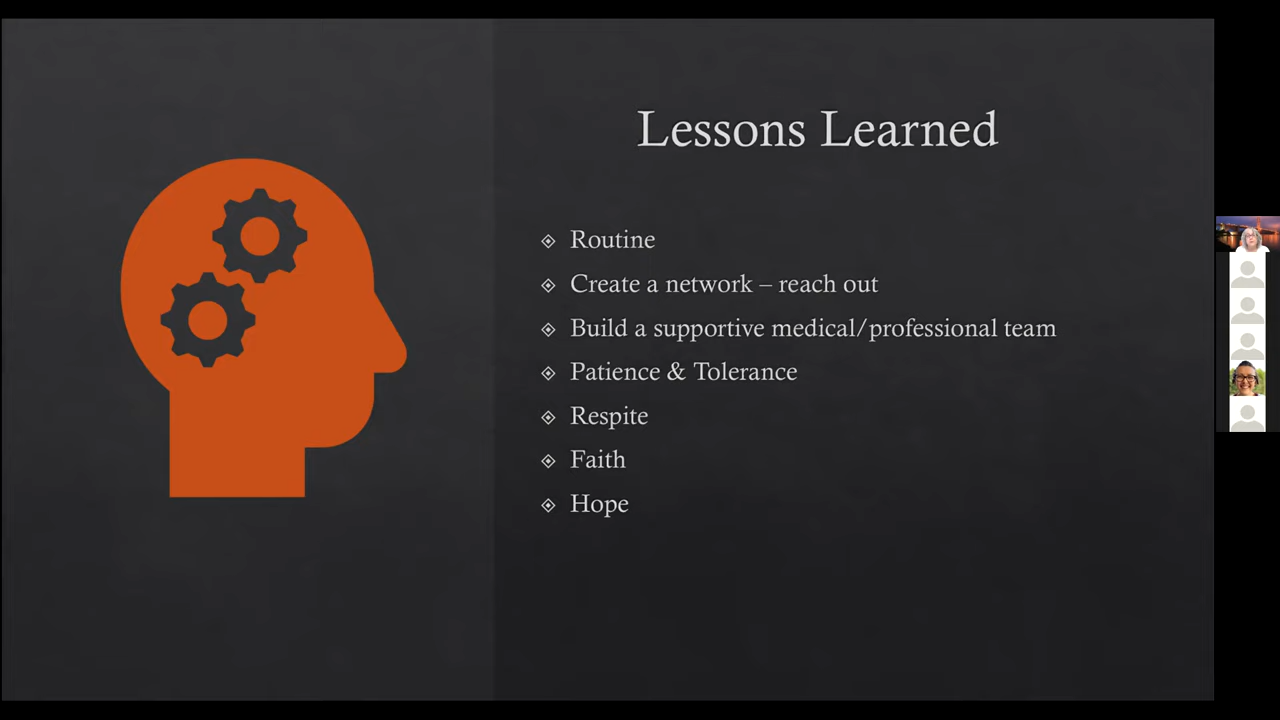 Lessons Learned
Routine
Create a network – reach out
Build a supportive medical/professional team
Patience & Tolerance
Respite
Faith
Hope